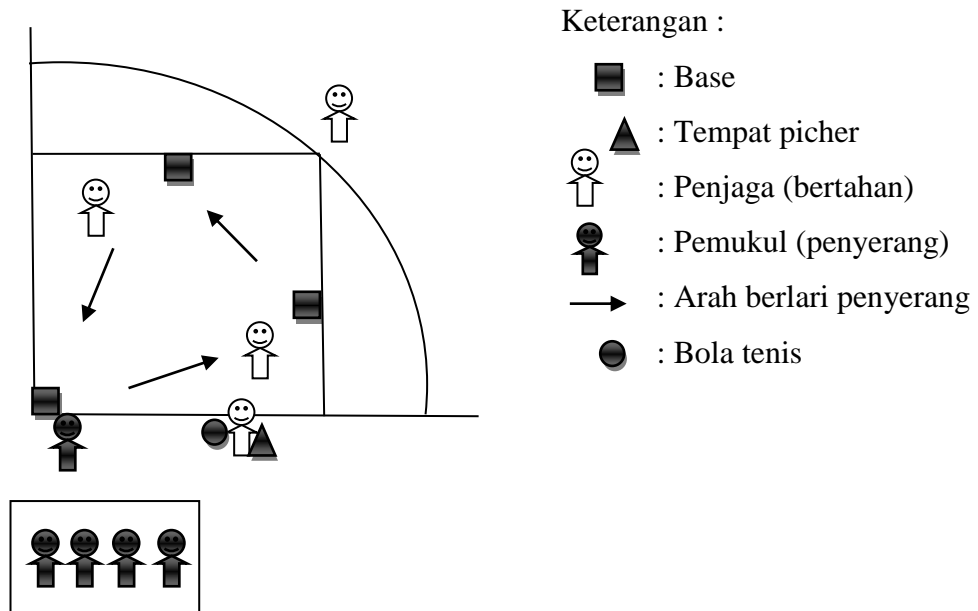 Keterangan :
: Base
: Tempat picher
: Penjaga (bertahan)
: Pemukul (penyerang)
: Arah berlari penyerang
: Bola tenis